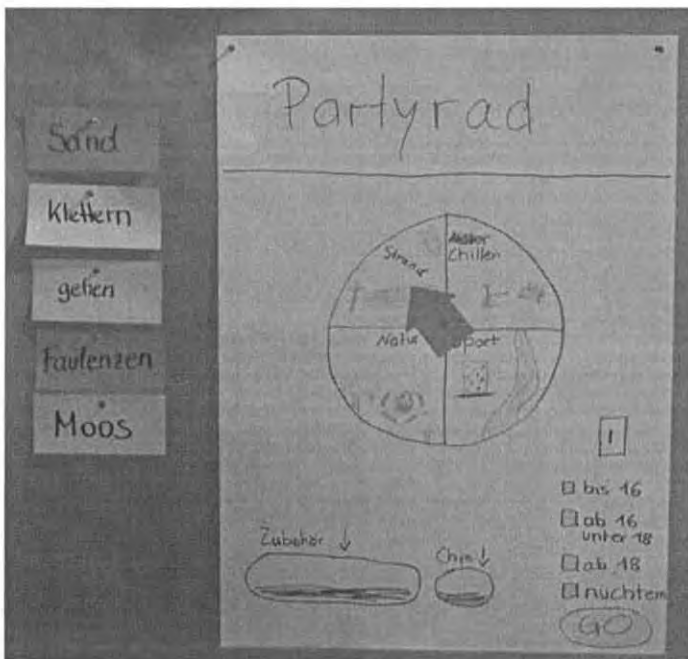 Sand
Klettern
gehen
Faulenzen
Moos
Partyrad
Strand
Chillen
Natur
Sport
1
bis 16
ab 16
unter 18
ab 18
nüchtern
Zubehör ↓
GO